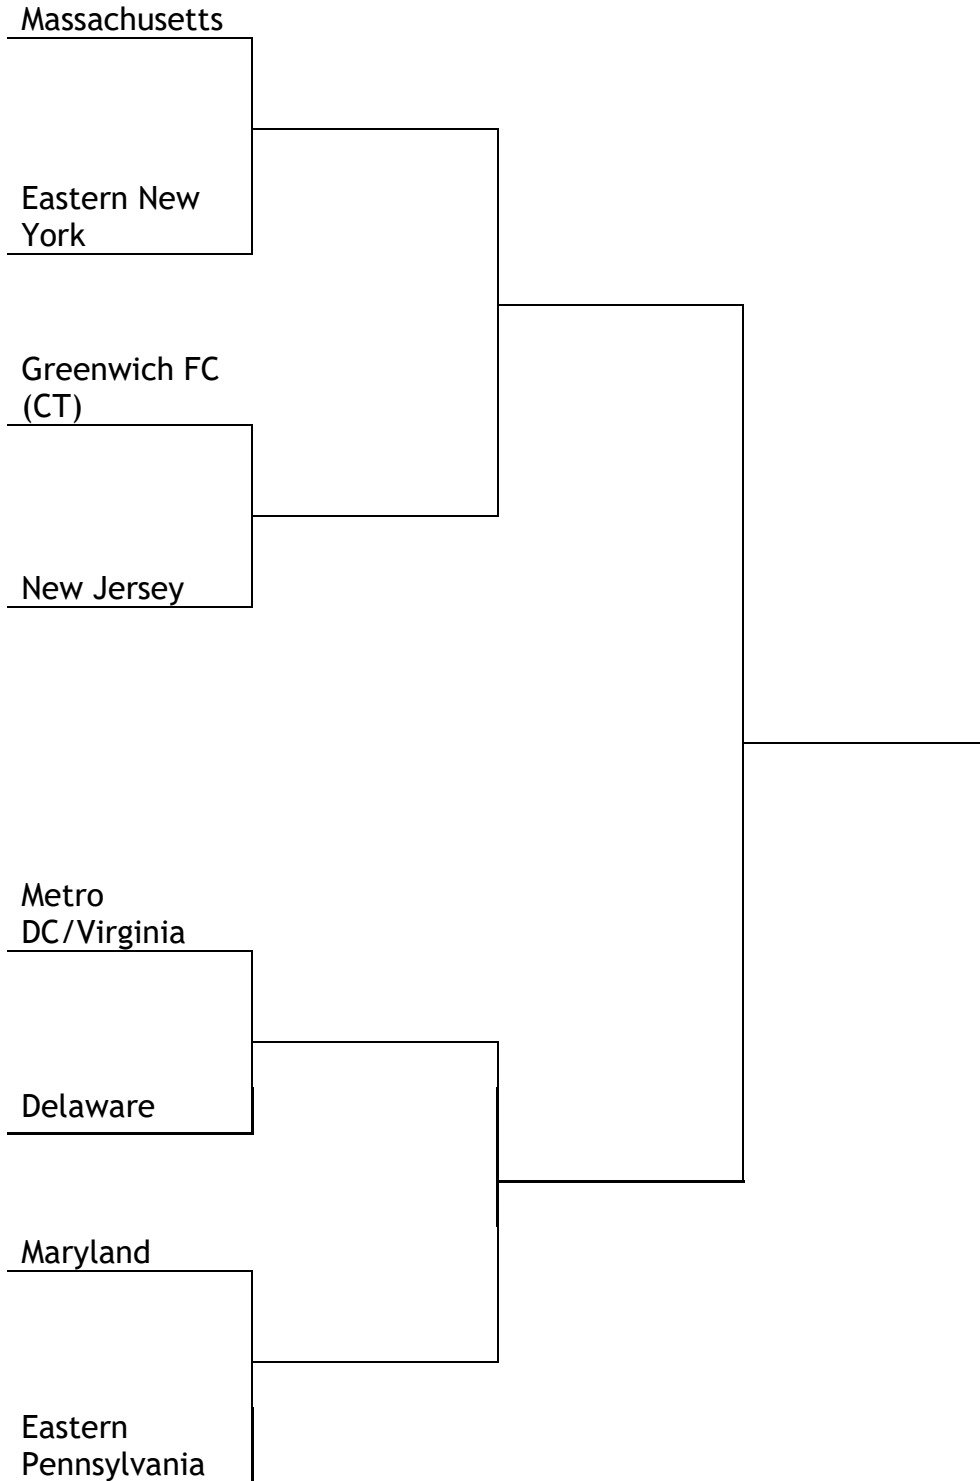 Massachusetts
Eastern New
York
Greenwich FC
(CT)
New Jersey
Metro
DC/Virginia
Delaware
Maryland
Eastern
Pennsylvania